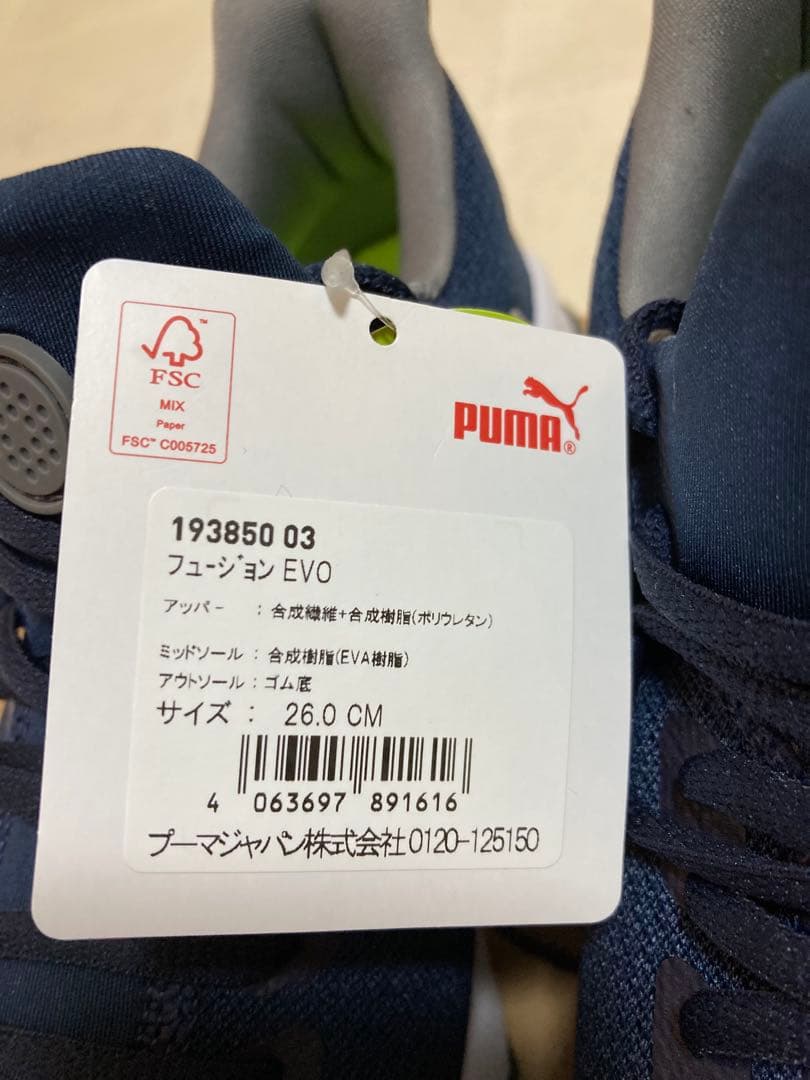 FSC
MIX
Paper
FSC™ C005725
PUMA®
193850 03
フュージョン EVO
アッパー : 合成繊維+合成樹脂(ポリウレタン)
ミッドソール : 合成樹脂(EVA樹脂)
アウトソール : ゴム底
サイズ : 26.0 CM
4 063697 891616
プーマジャパン株式会社 0120-125150